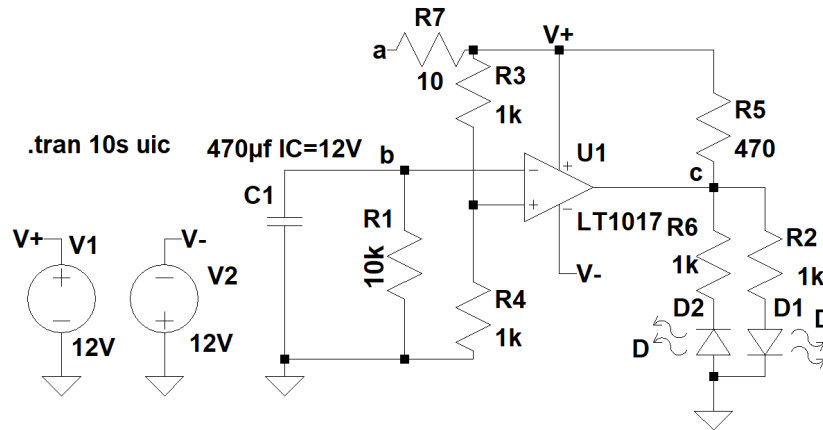 R7
V+
a
R3
10
1k
R5
.tran 10s uic
470µf IC=12V
b
U1
470
C1
c
V+
V1
V-
R1
LT1017
R6
R2
V2
10k
V-
1k
1k
R4
D2
D1
D
12V
12V
1k
D